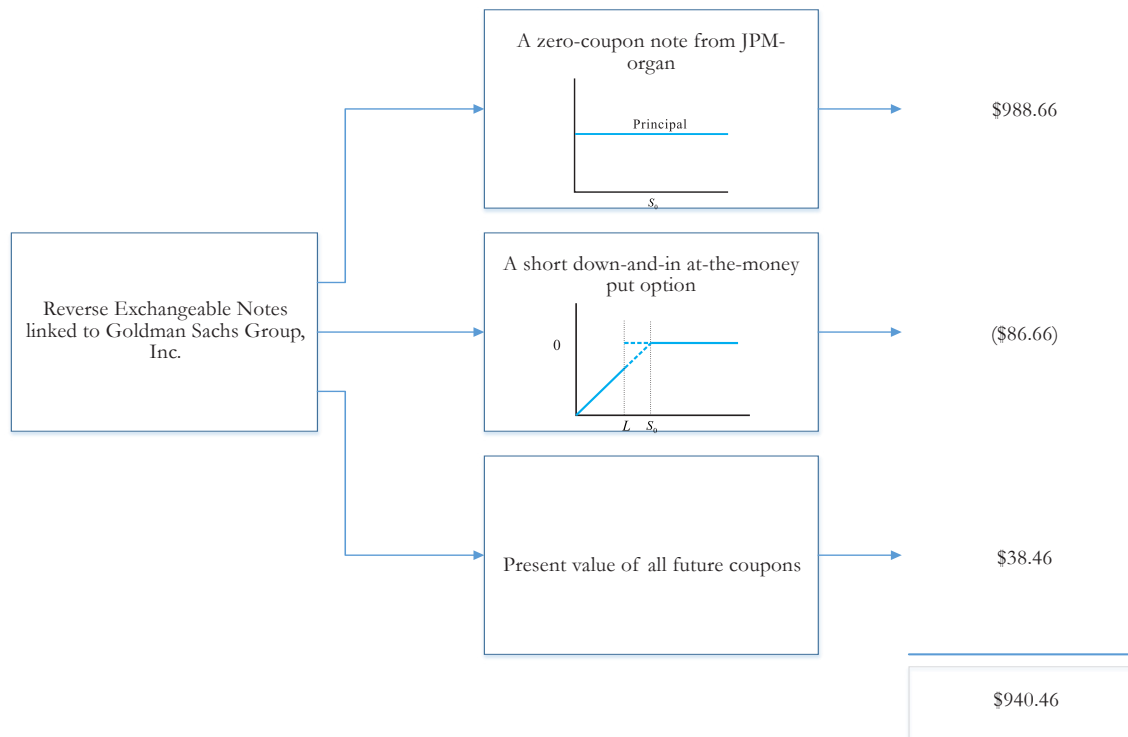 A zero-coupon note from JPM-
organ
Principal
S₀
$988.66
Reverse Exchangeable Notes
linked to Goldman Sachs Group,
Inc.
A short down-and-in at-the-money
put option
0
L S₀
($86.66)
Present value of all future coupons
$38.46
$940.46